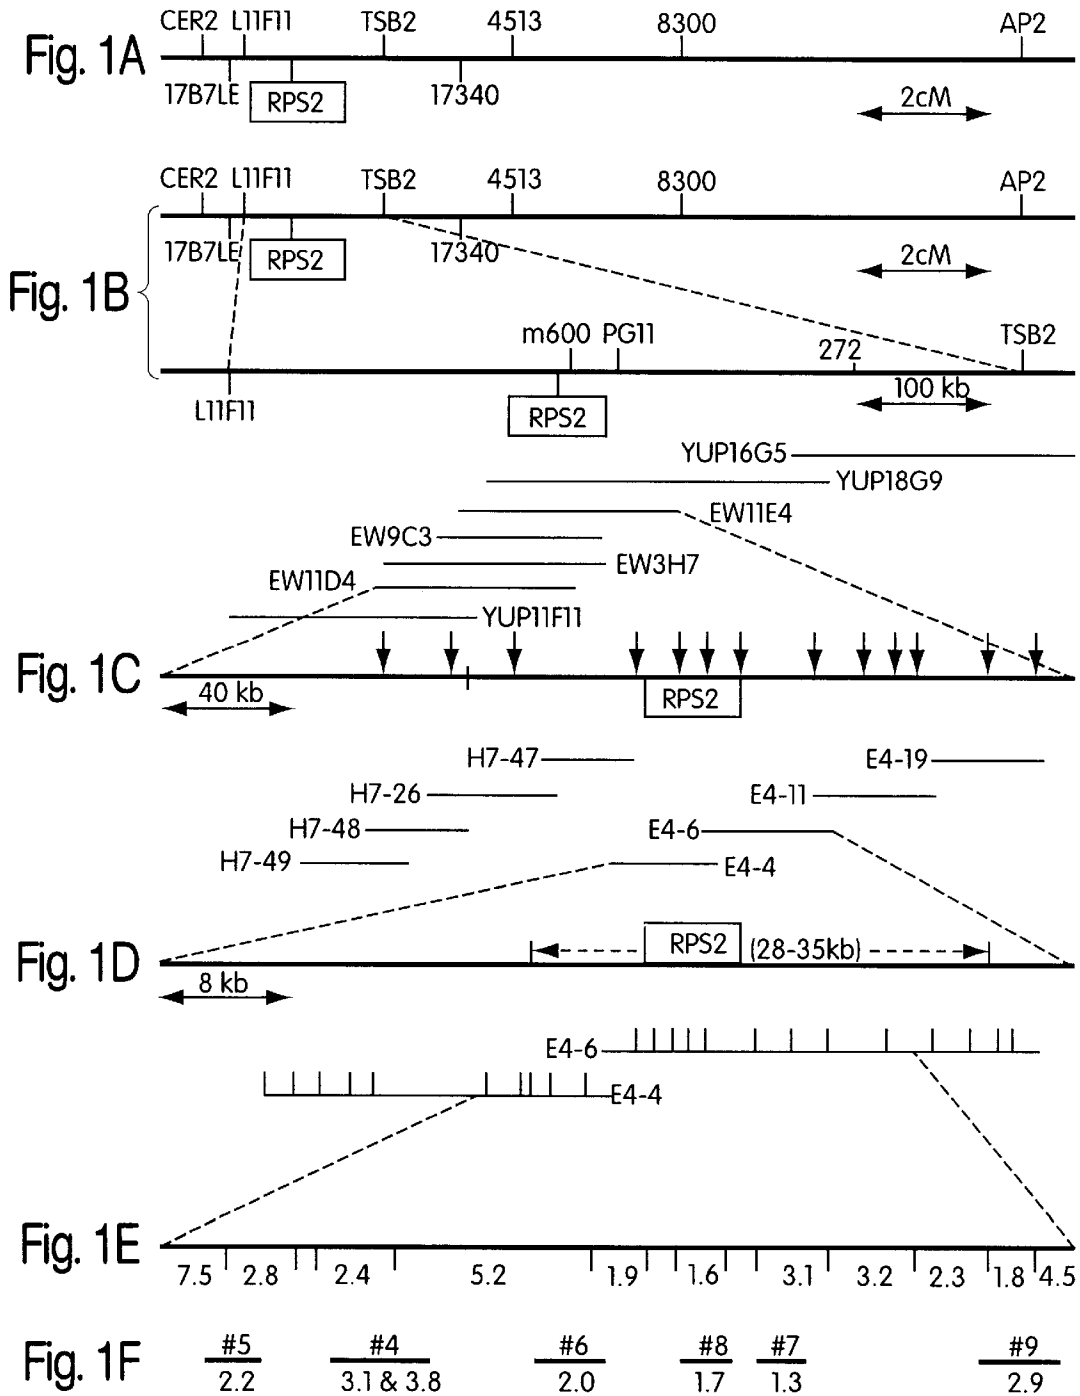 CER2 L11F11 TSB2 4513 8300 AP2
Fig. 1A
17B7LE RPS2 17340 2cM
CER2 L11F11 TSB2 4513 8300 AP2
17B7LE RPS2 17340 2cM
Fig. 1B
m600 PG11 272 TSB2
L11F11 RPS2 100 kb
YUP16G5
YUP18G9
EW11E4
EW9C3
EW3H7
EW11D4
YUP11F11
Fig. 1C
40 kb RPS2
H7-47 E4-19
H7-26 E4-11
H7-48 E4-6
H7-49 E4-4
Fig. 1D RPS2 (28-35kb)
8 kb
E4-6
E4-4
Fig. 1E
7.5 2.8 2.4 5.2 1.9 1.6 3.1 3.2 2.3 1.8 4.5
#5 #4 #6 #8 #7 #9
Fig. 1F
2.2 3.1 & 3.8 2.0 1.7 1.3 2.9